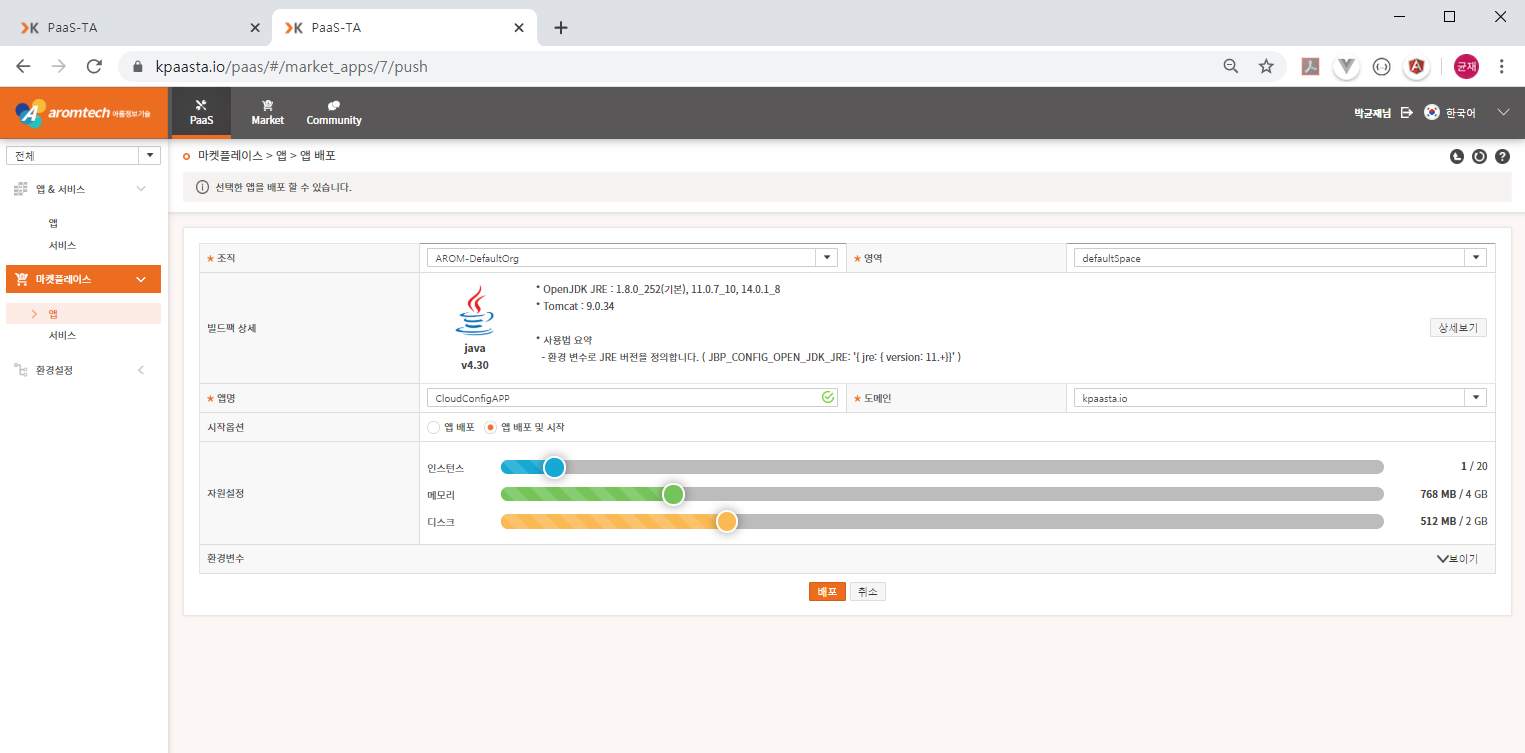 PaaS-TA
PaaS-TA
kpaasta.io/paas/#/market_apps/7/push
균재
aromtech 아롬정보기술
PaaS
Market
Community
박균재님
한국어
전체
마켓플레이스 > 앱 > 앱 배포
앱 & 서비스
선택한 앱을 배포 할 수 있습니다.
앱
서비스
마켓플레이스
앱
서비스
환경설정
* 조직
AROM-DefaultOrg
* 영역
defaultSpace
빌드팩 상세
java
v4.30
* OpenJDK JRE : 1.8.0_252(기본), 11.0.7_10, 14.0.1_8
* Tomcat : 9.0.34
* 사용법 요약
- 환경 변수로 JRE 버전을 정의합니다. ( JBP_CONFIG_OPEN_JDK_JRE: '{ jre: { version: 11.+}}' )
상세보기
* 앱명
CloudConfigAPP
* 도메인
kpaasta.io
시작옵션
앱 배포
앱 배포 및 시작
자원설정
인스턴스
1 / 20
메모리
768 MB / 4 GB
디스크
512 MB / 2 GB
환경변수
보이기
배포
취소